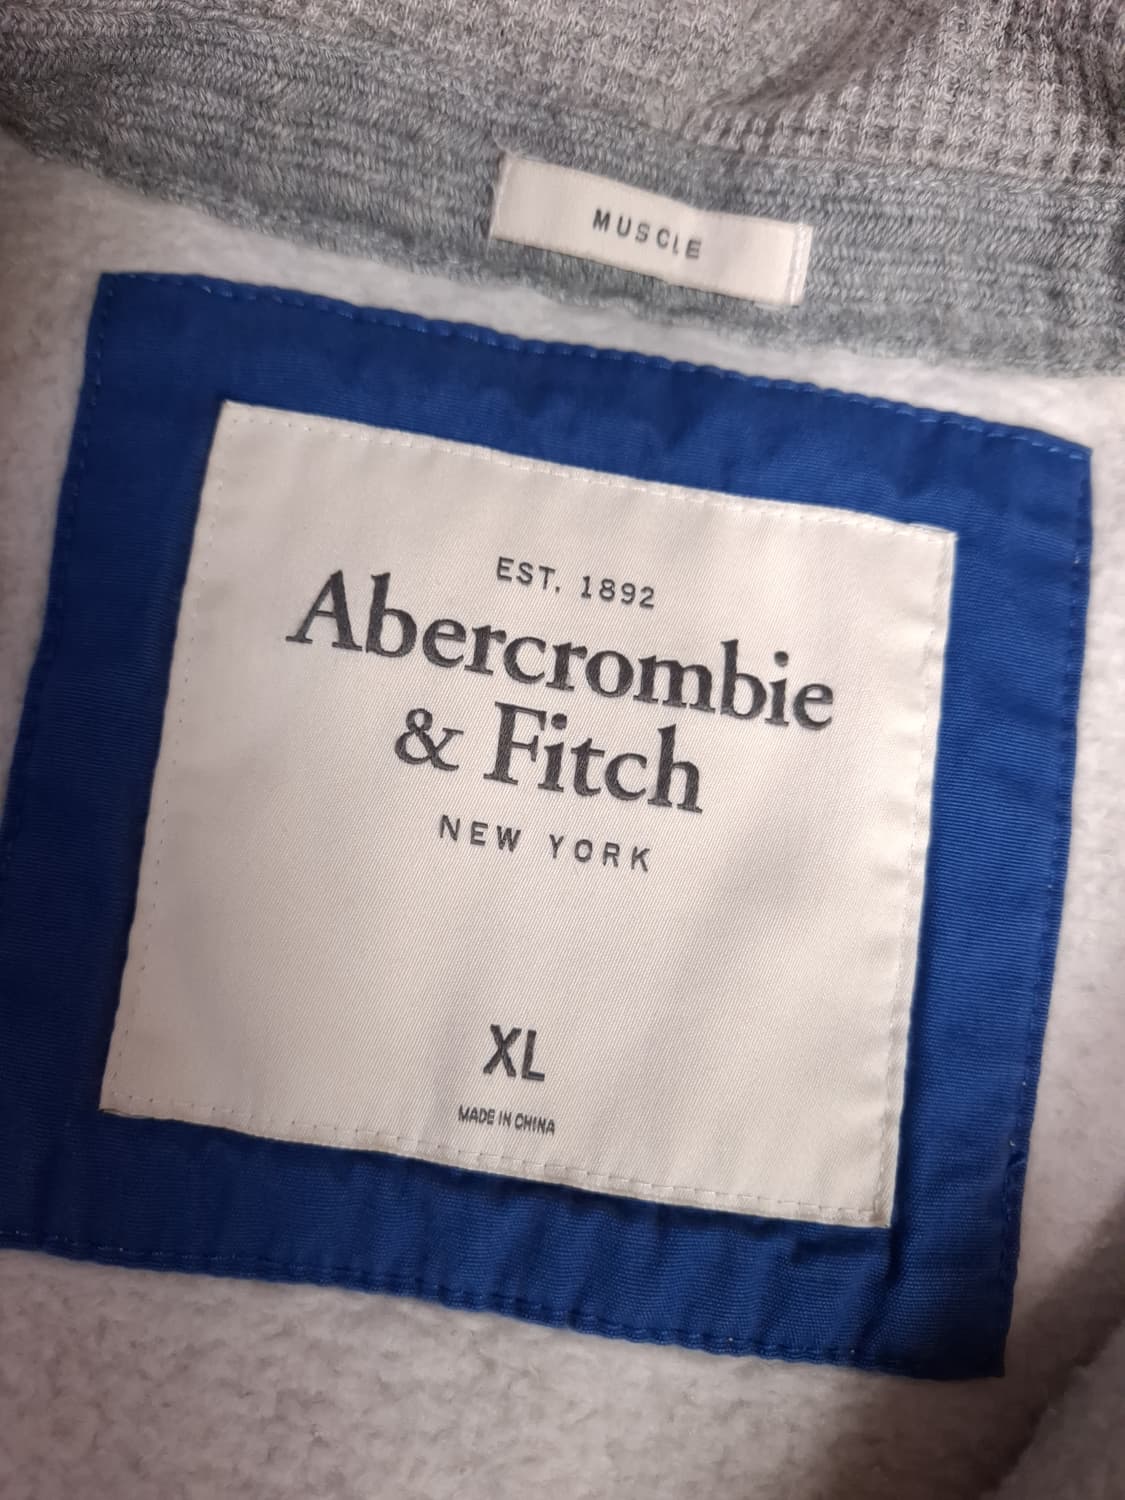 MUSCLE
EST. 1892
Abercrombie
& Fitch
NEW YORK
XL
MADE IN CHINA